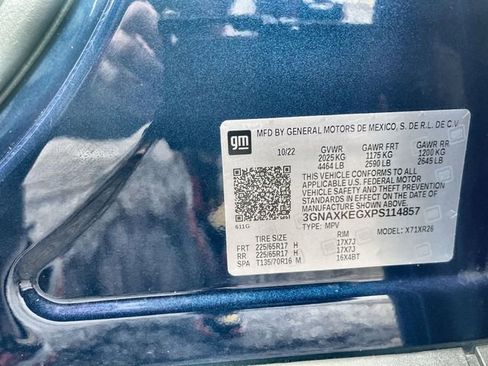 gm
MFD BY GENERAL MOTORS DE MEXICO, S. DE R.L. DE C.V
10/22 GVWR GAWR FRT GAWR RR
2025 KG 1175 KG 1200 KG
4464 LB 2590 LB 2645 LB
THIS VEHICLE CONFORMS TO ALL
APPLICABLE U.S. FEDERAL MOTOR
VEHICLE SAFETY AND THEFT PREVENTION
STANDARDS IN EFFECT ON THE DATE OF
MANUFACTURE SHOWN ABOVE.
3GNAXKEGXPS114857
TYPE: MPV MODEL: X71XR26
611G
TIRE SIZE RIM
FRT 225/65R17 H 17X7J
RR 225/65R17 H 17X7J
SPA T135/70R16 M 16X4BT